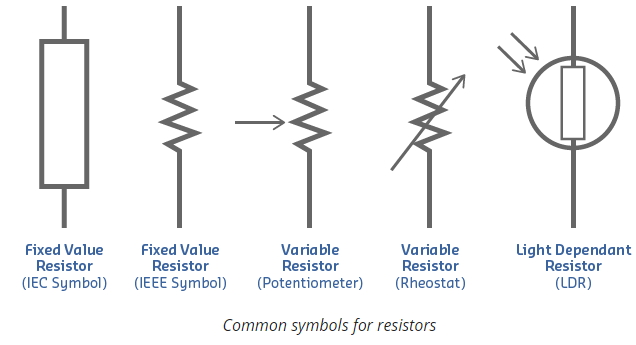 Fixed Value
Resistor
(IEC Symbol)
Fixed Value
Resistor
(IEEE Symbol)
Variable
Resistor
(Potentiometer)
Variable
Resistor
(Rheostat)
Light Dependant
Resistor
(LDR)
Common symbols for resistors